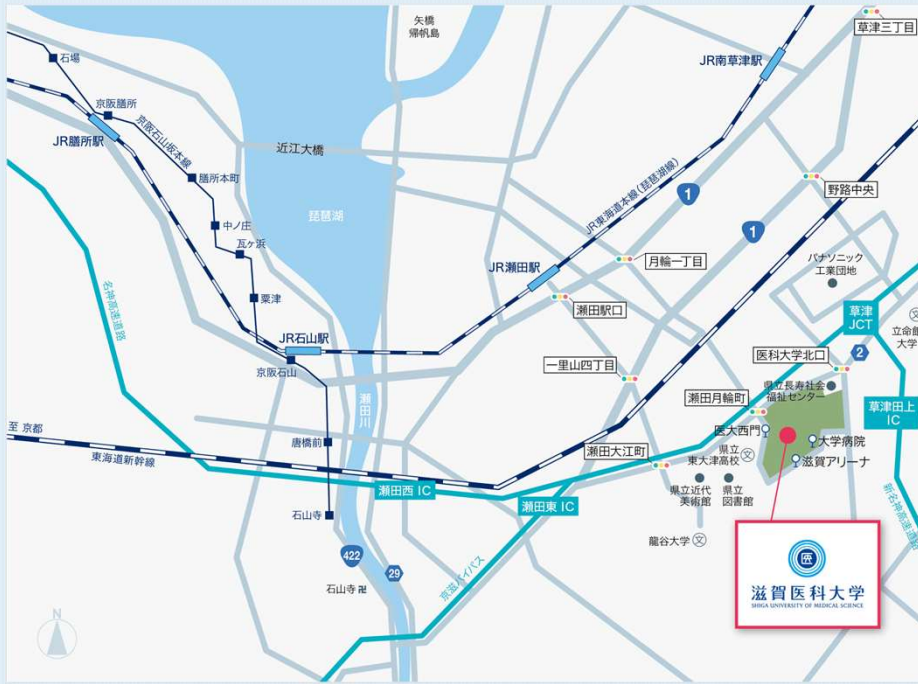 矢橋
帰帆島
草津三丁目
石場
JR南草津駅
京阪膳所
JR膳所駅
京阪石山坂本線
近江大橋
膳所本町
野路中央
琵琶湖
JR東海道本線(琵琶湖線)
1
1
中ノ庄
瓦ヶ浜
月輪一丁目
パナソニック
工業団地
JR瀬田駅
粟津
名神高速道路
瀬田駅口
草津
JCT
立命館
大学
JR石山駅
医科大学北口
2
京阪石山
一里山四丁目
県立長寿社会
福祉センター
瀬田月輪町
草津田上
IC
瀬田川
至 京都
唐橋前
医大西門
大学病院
東海道新幹線
瀬田大江町
県立
東大津高校
文
滋賀アリーナ
瀬田西 IC
県立近代
美術館
県立
図書館
瀬田東 IC
石山寺
新名神高速道路
龍谷大学 文
422
29
石山寺 卍
京滋バイパス
N
医
滋賀医科大学
SHIGA UNIVERSITY OF MEDICAL SCIENCE